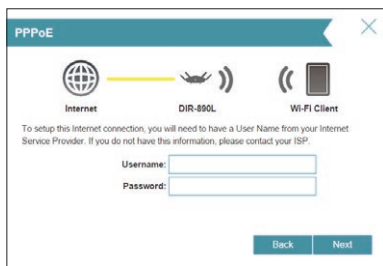 PPPoE
Internet DIR-890L Wi-Fi Client
To setup this Internet connection, you will need to have a User Name from your Internet
Service Provider. If you do not have this information, please contact your ISP.
Username:
Password:
Back Next